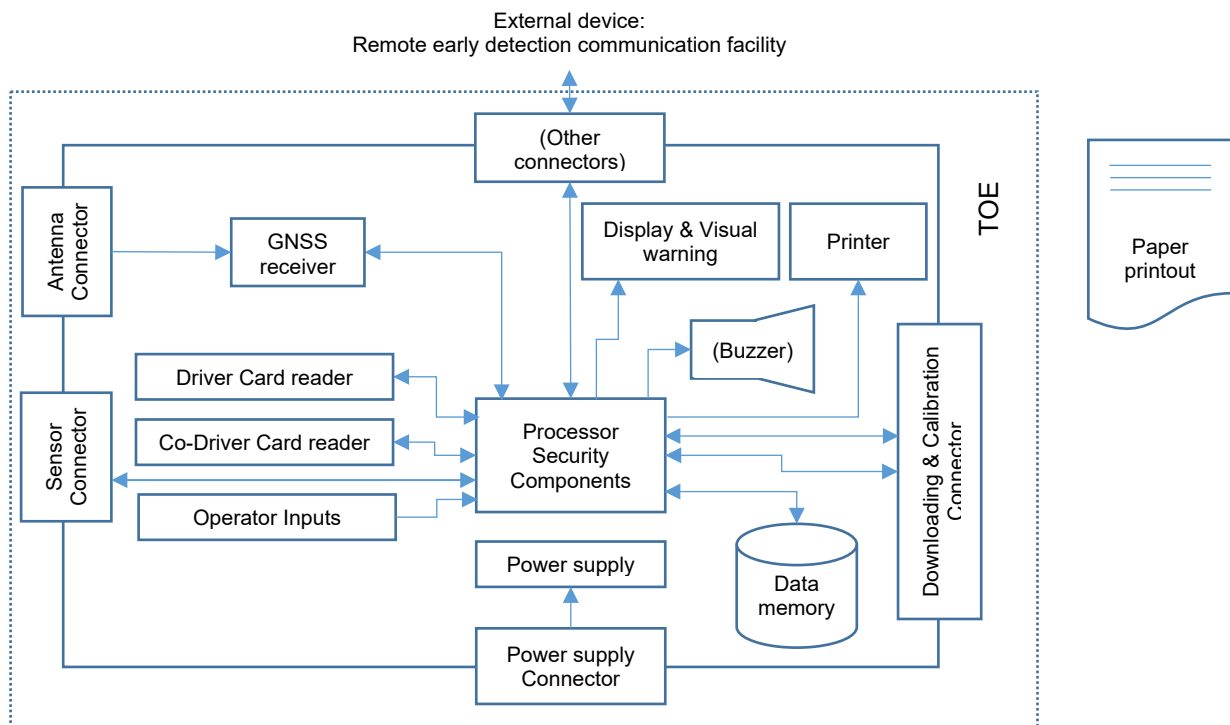 External device:
Remote early detection communication facility
(Other
connectors)
TOE
Antenna
Connector
GNSS
receiver
Display & Visual
warning
Printer
Paper
printout
(Buzzer)
Driver Card reader
Co-Driver Card reader
Sensor
Connector
Operator Inputs
Processor
Security
Components
Downloading & Calibration
Connector
Power supply
Data
memory
Power supply
Connector